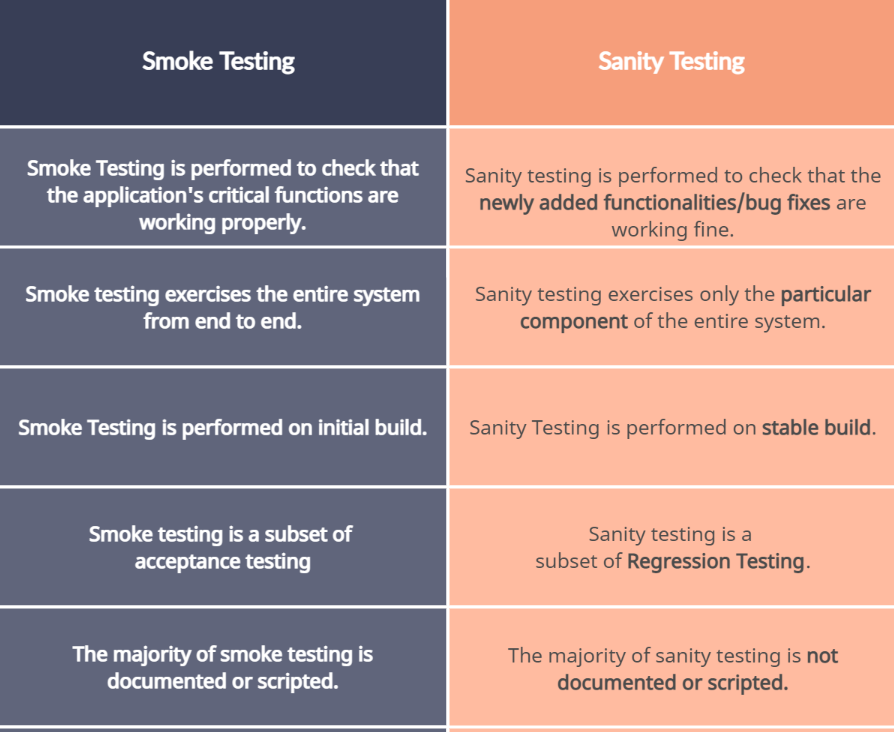 Smoke Testing
Sanity Testing
Smoke Testing is performed to check that
the application's critical functions are
working properly.
Sanity testing is performed to check that the
newly added functionalities/bug fixes are
working fine.
Smoke testing exercises the entire system
from end to end.
Sanity testing exercises only the particular
component of the entire system.
Smoke Testing is performed on initial build.
Sanity Testing is performed on stable build.
Smoke testing is a subset of
acceptance testing
Sanity testing is a
subset of Regression Testing.
The majority of smoke testing is
documented or scripted.
The majority of sanity testing is not
documented or scripted.